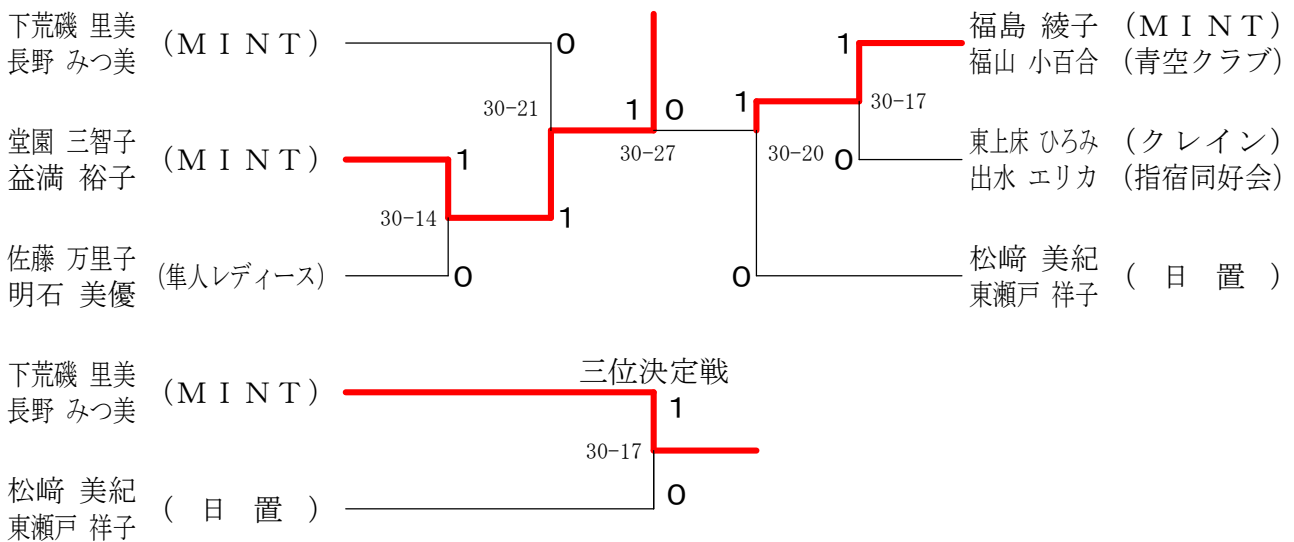 下荒磯 里美
長野 みつ美
(ＭＩＮＴ)
0
30-21
堂園 三智子
益満 裕子
(ＭＩＮＴ)
1
30-14
1
佐藤 万里子
明石 美優
(隼人レディース)
0
1
0
30-27
福島 綾子 (ＭＩＮＴ)
福山 小百合 (青空クラブ)
1
30-17
1
30-20
0
東上床 ひろみ (クレイン)
出水 エリカ (指宿同好会)
松﨑 美紀
東瀬戸 祥子
( 日 置 )
0
三位決定戦
下荒磯 里美
長野 みつ美
(ＭＩＮＴ)
1
30-17
松﨑 美紀
東瀬戸 祥子
( 日 置 )
0